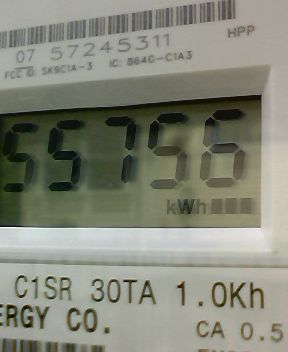 07 57245311
HPP
FCC ID: SK9C1A-3 IC: 864G-C1A3
55756
kWh
C1SR 30TA 1.0Kh
ERGY CO.
CA 0.5